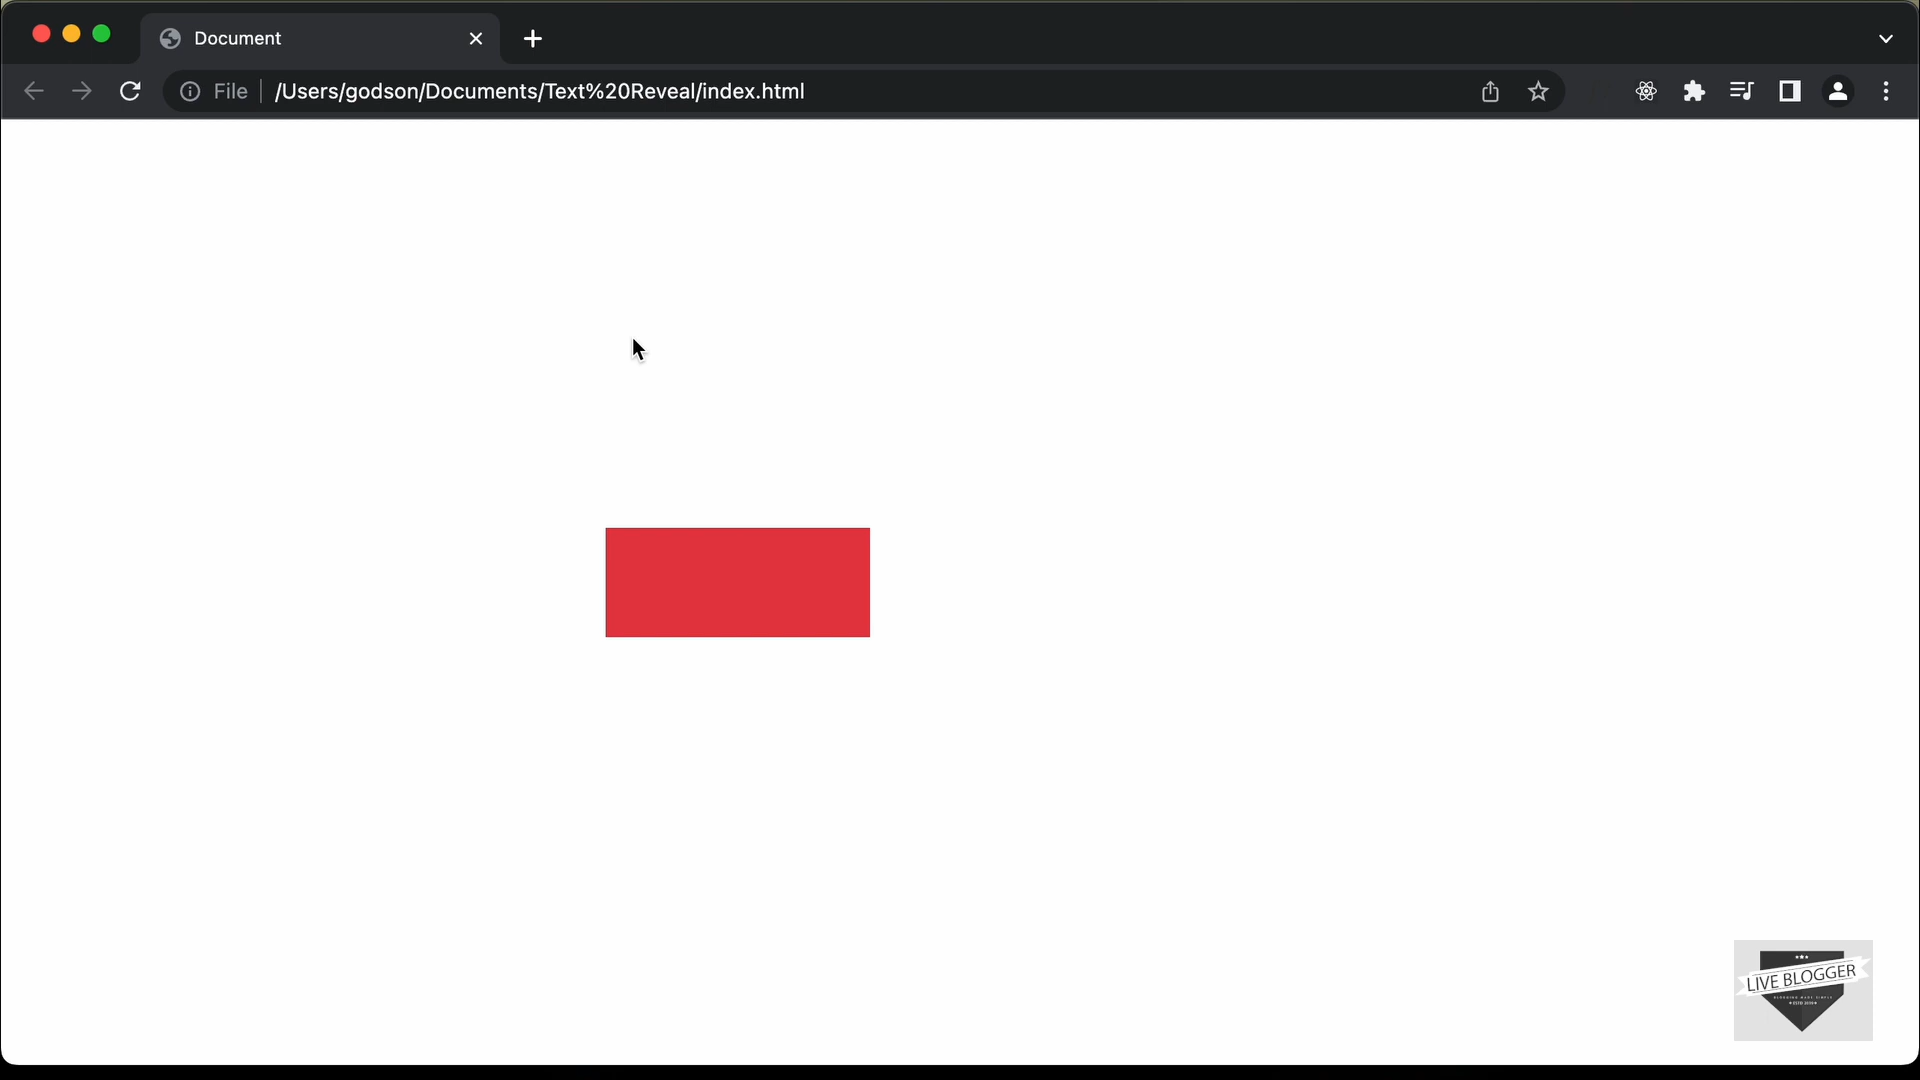 Document
File
/Users/godson/Documents/Text%20Reveal/index.html
LIVE BLOGGER